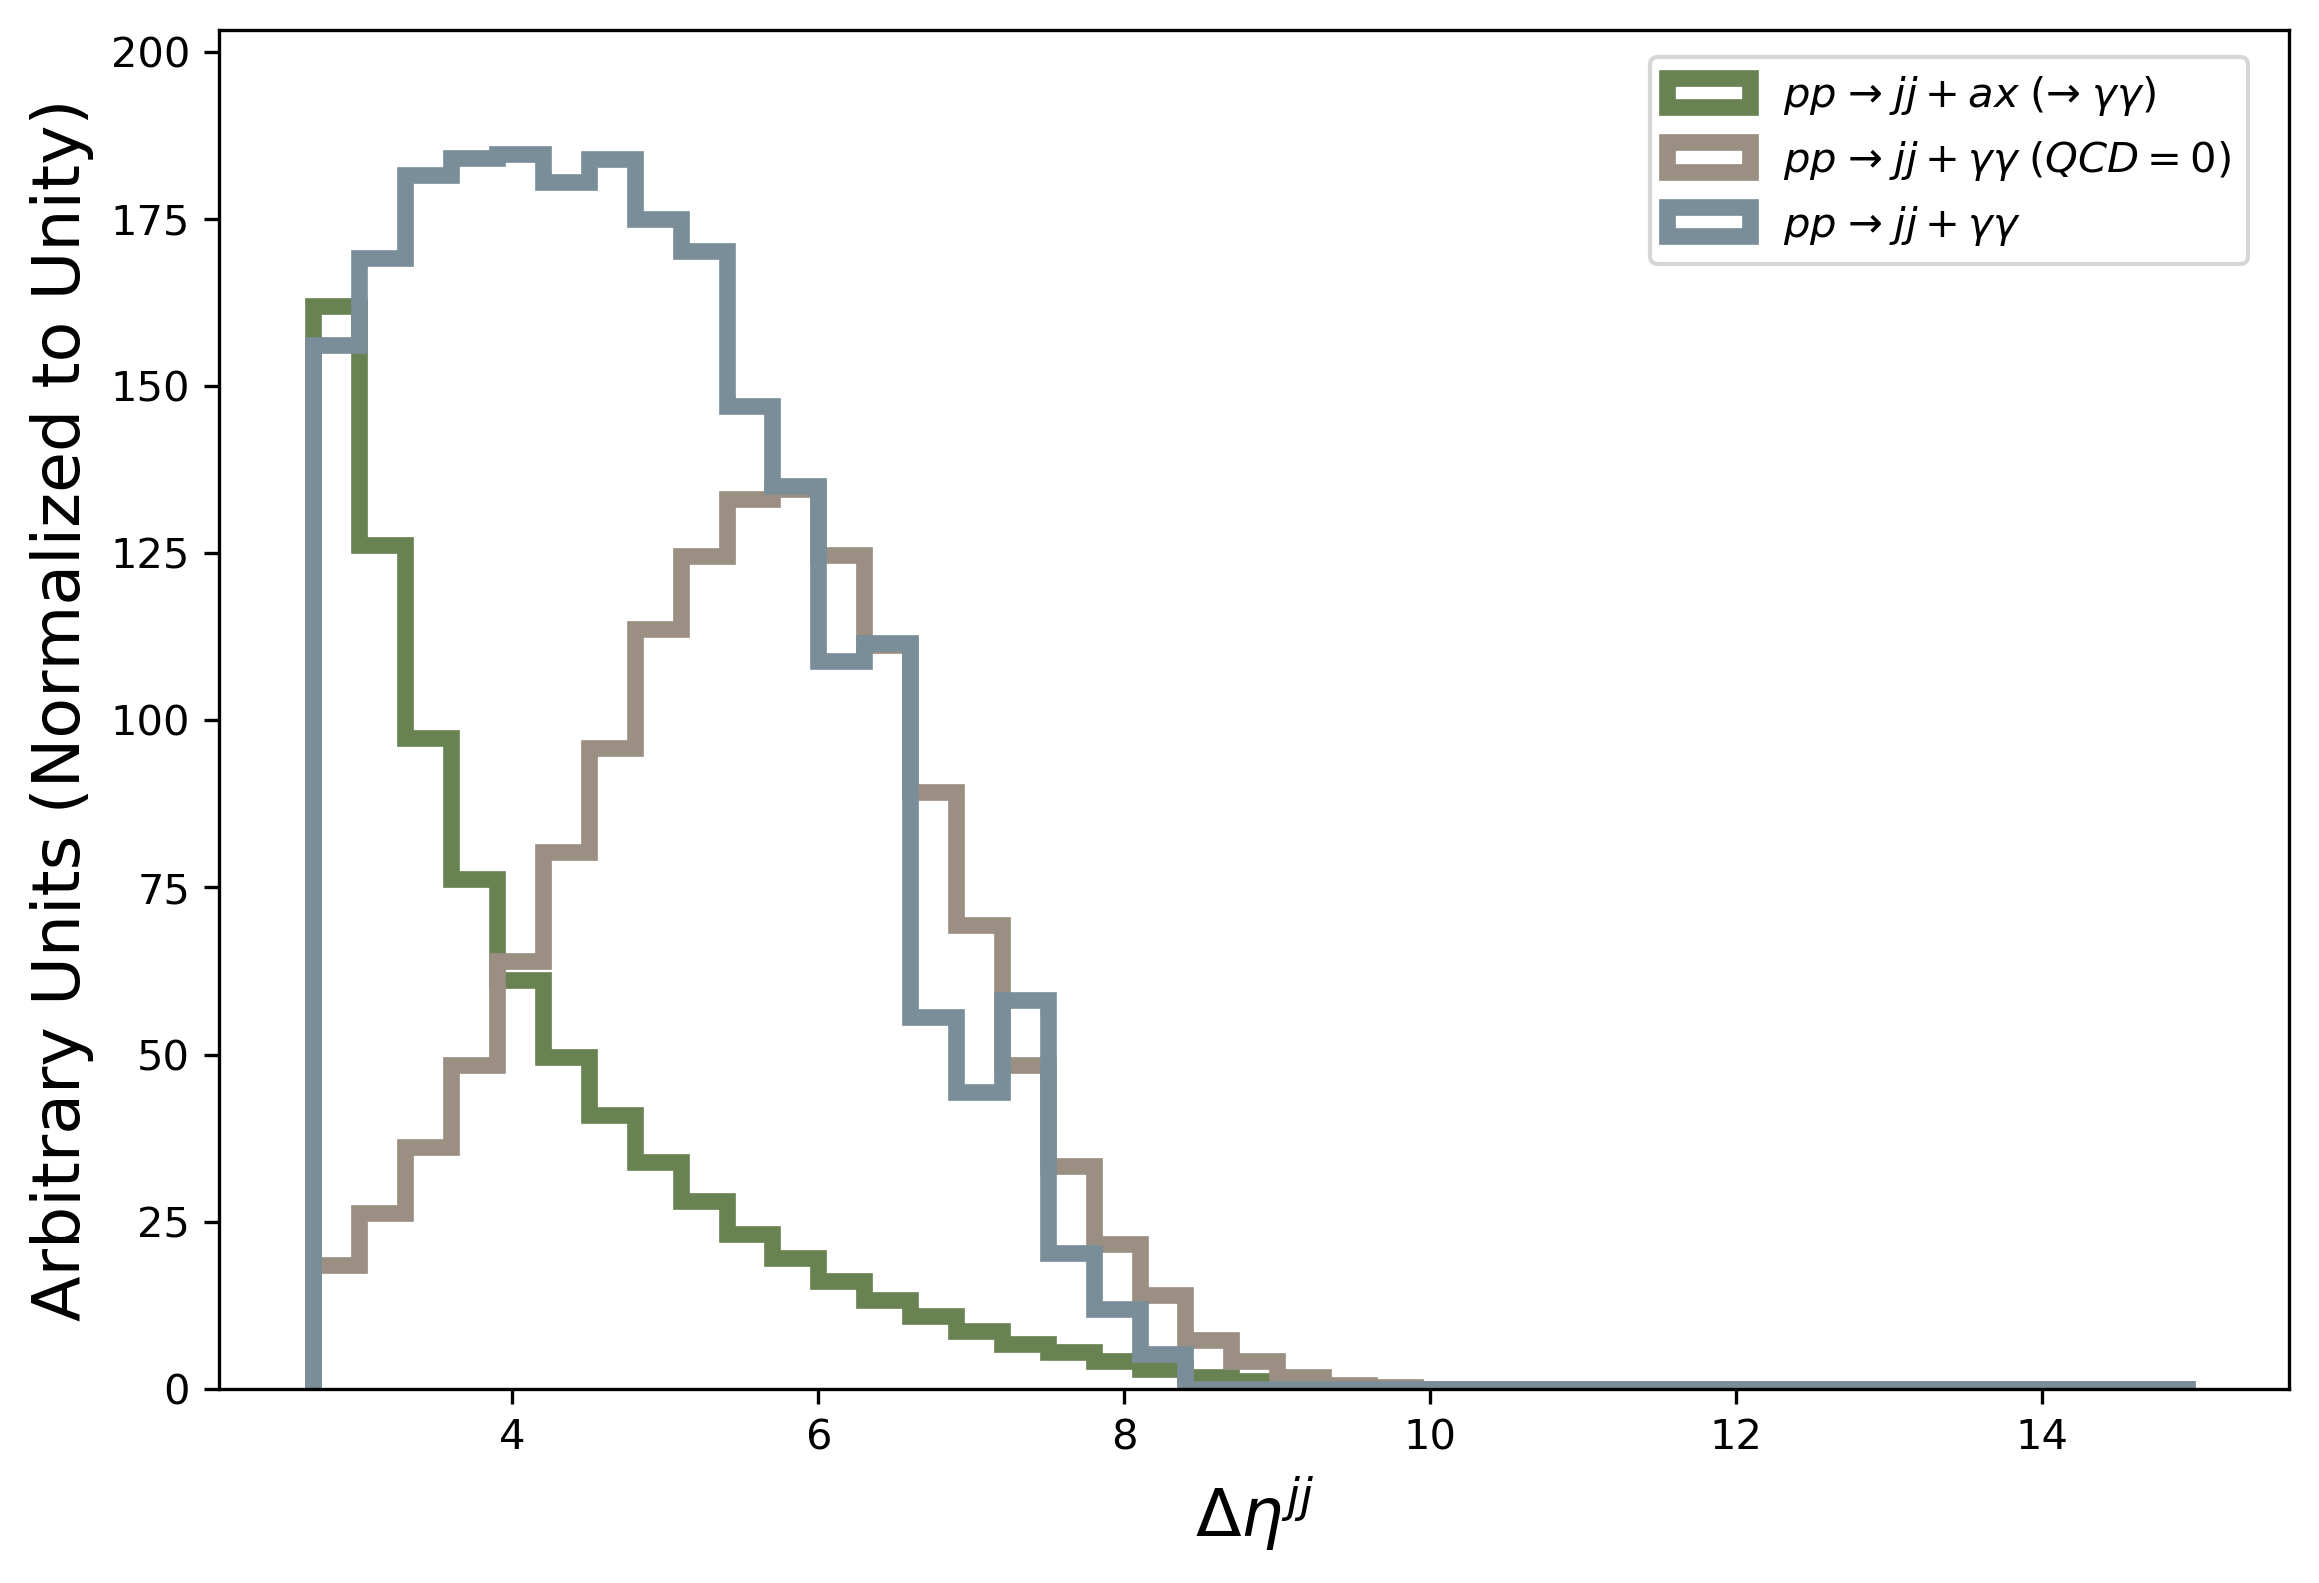 Arbitrary Units (Normalized to Unity)
200
175
150
125
100
75
50
25
0
pp → jj + ax (→ γγ)
pp → jj + γγ (QCD = 0)
pp → jj + γγ
4 6 8 10 12 14
Δη^{jj}